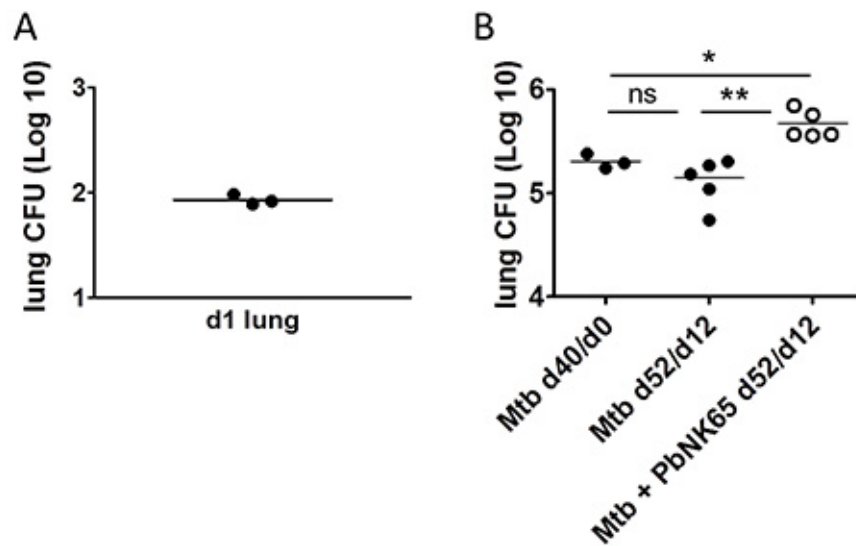 A
lung CFU (Log 10)
3
2
1
d1 lung
B
lung CFU (Log 10)
6
5
4
*
ns
**
Mtb d40/d0
Mtb d52/d12
Mtb + PbNK65 d52/d12